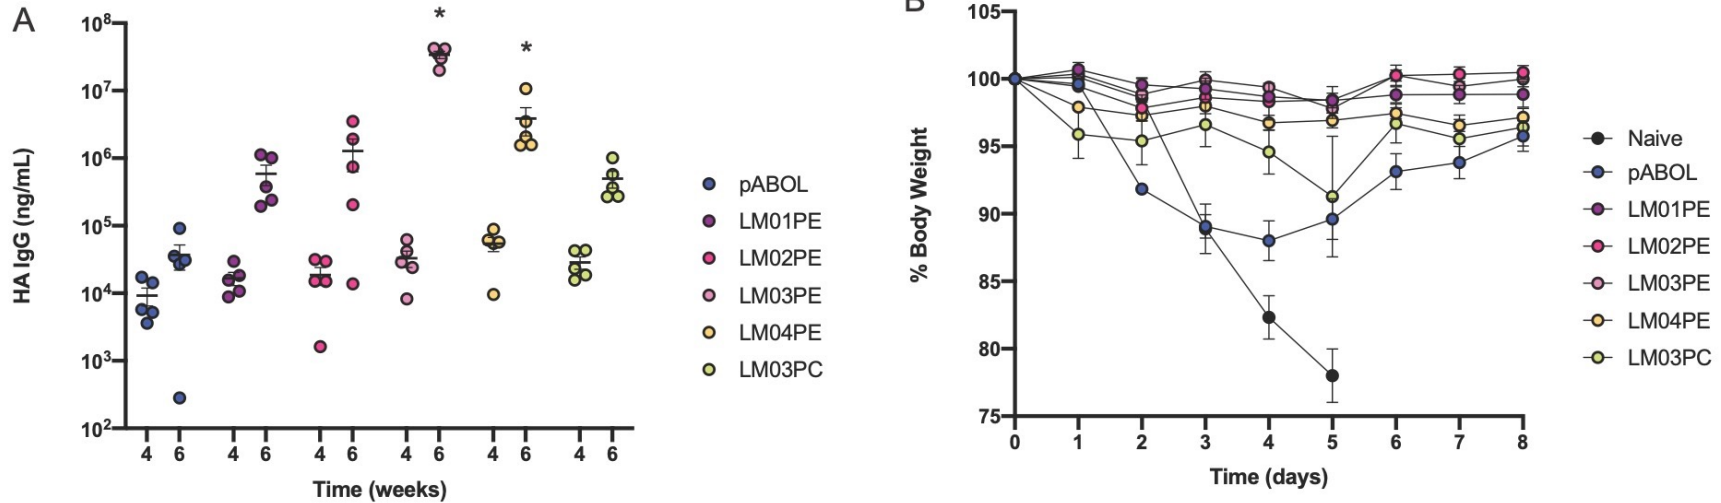 A
HA IgG (ng/mL)
10⁸
10⁷
10⁶
10⁵
10⁴
10³
10²
* *
4 6 4 6 4 6 4 6 4 6 4 6
Time (weeks)
pABOL
LM01PE
LM02PE
LM03PE
LM04PE
LM03PC
B
% Body Weight
105
100
95
90
85
80
75
0 1 2 3 4 5 6 7 8
Time (days)
Naive
pABOL
LM01PE
LM02PE
LM03PE
LM04PE
LM03PC